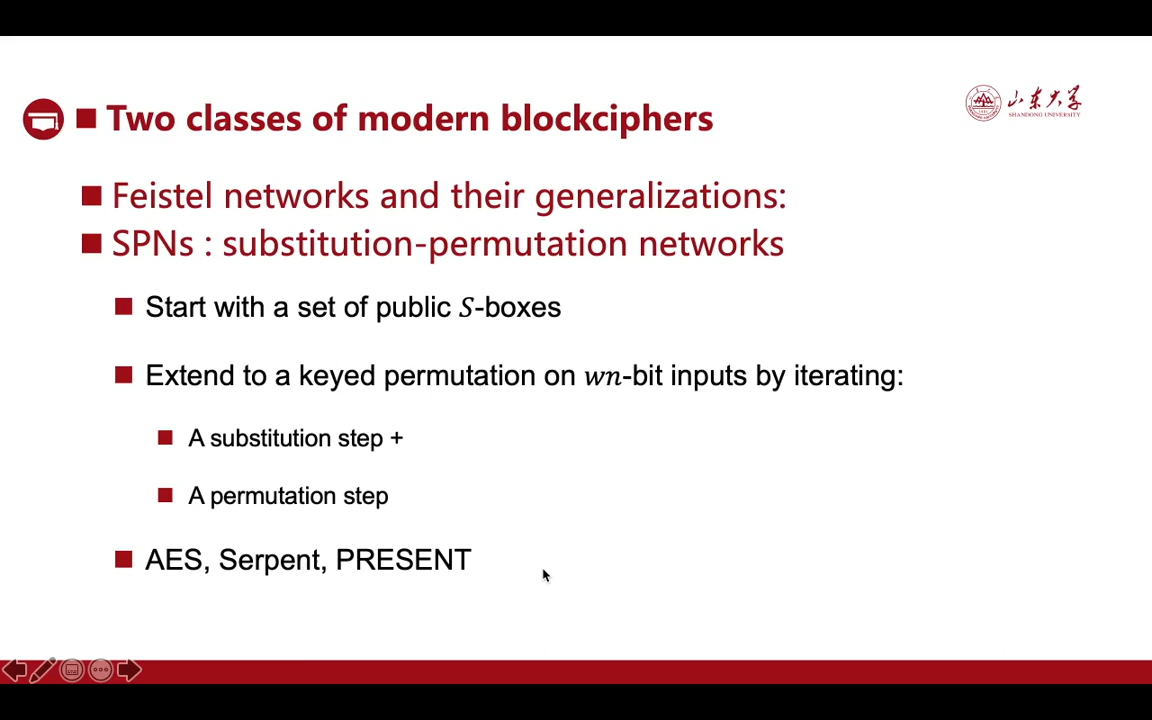 Two classes of modern blockciphers
山东大学
SHANDONG UNIVERSITY
Feistel networks and their generalizations:
SPNs : substitution-permutation networks
Start with a set of public S-boxes
Extend to a keyed permutation on wn-bit inputs by iterating:
A substitution step +
A permutation step
AES, Serpent, PRESENT